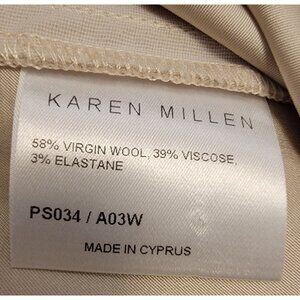 KAREN MILLEN
58% VIRGIN WOOL, 39% VISCOSE,
3% ELASTANE
PS034 / A03W
MADE IN CYPRUS